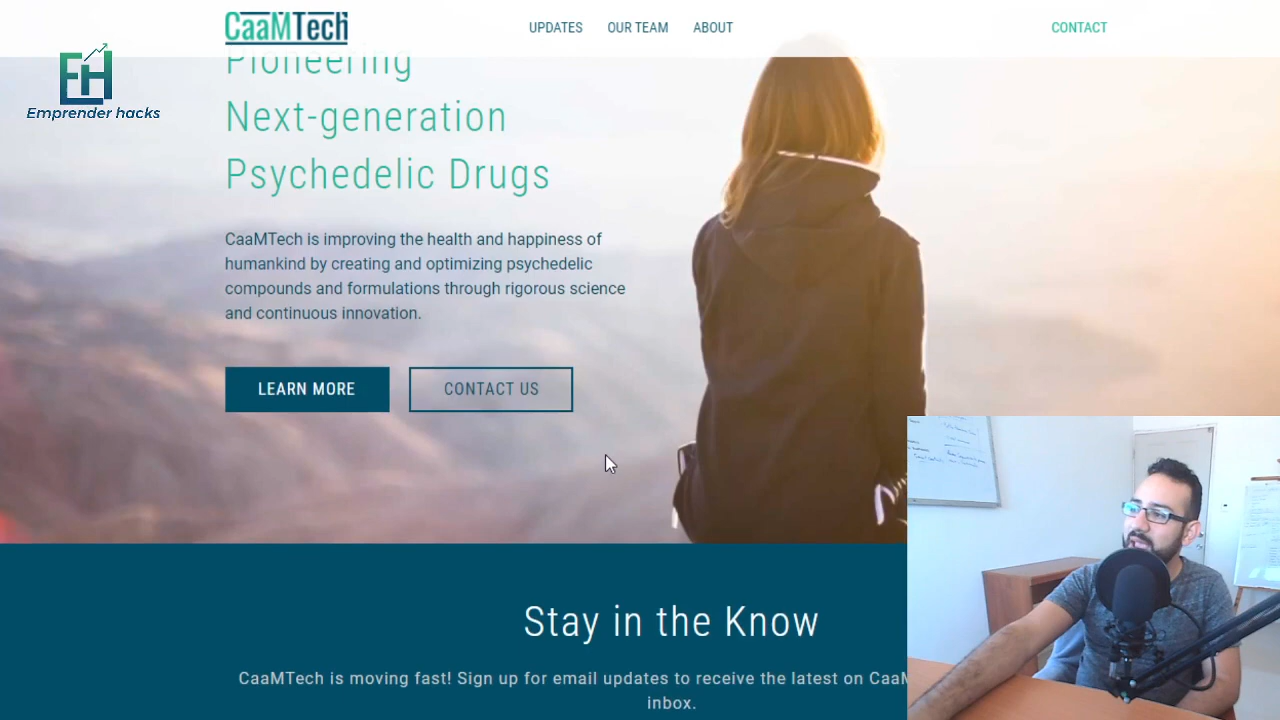 CaaMTech
UPDATES OUR TEAM ABOUT
CONTACT
EH
Emprender hacks
Pioneering
Next-generation
Psychedelic Drugs
CaaMTech is improving the health and happiness of
humankind by creating and optimizing psychedelic
compounds and formulations through rigorous science
and continuous innovation.
LEARN MORE CONTACT US
Stay in the Know
CaaMTech is moving fast! Sign up for email updates to receive the latest on
inbox.